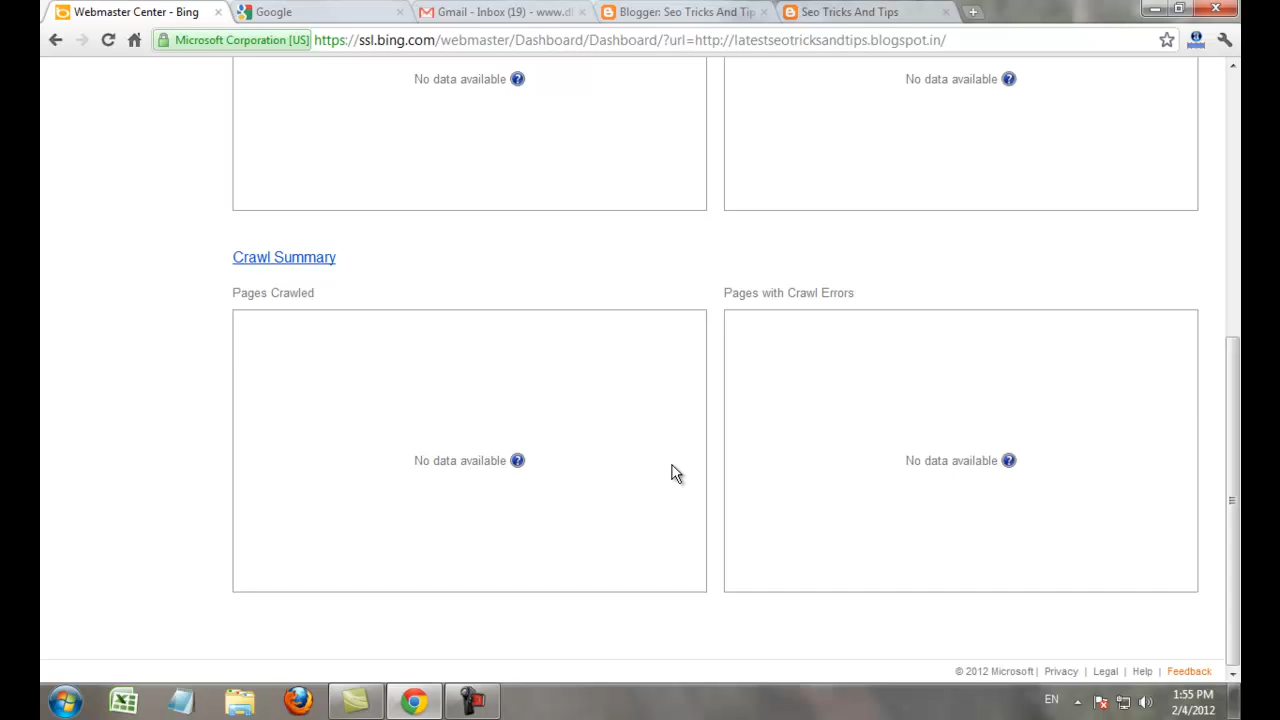 Webmaster Center - Bing
Google
Gmail - Inbox (19) - www.d
Blogger: Seo Tricks And Tip
Seo Tricks And Tips
Microsoft Corporation [US]
https://ssl.bing.com/webmaster/Dashboard/Dashboard/?url=http://latestseotricksandtips.blogspot.in/
No data available ?
No data available ?
Crawl Summary
Pages Crawled
Pages with Crawl Errors
No data available ?
No data available ?
© 2012 Microsoft | Privacy | Legal | Help | Feedback
EN
1:55 PM
2/4/2012